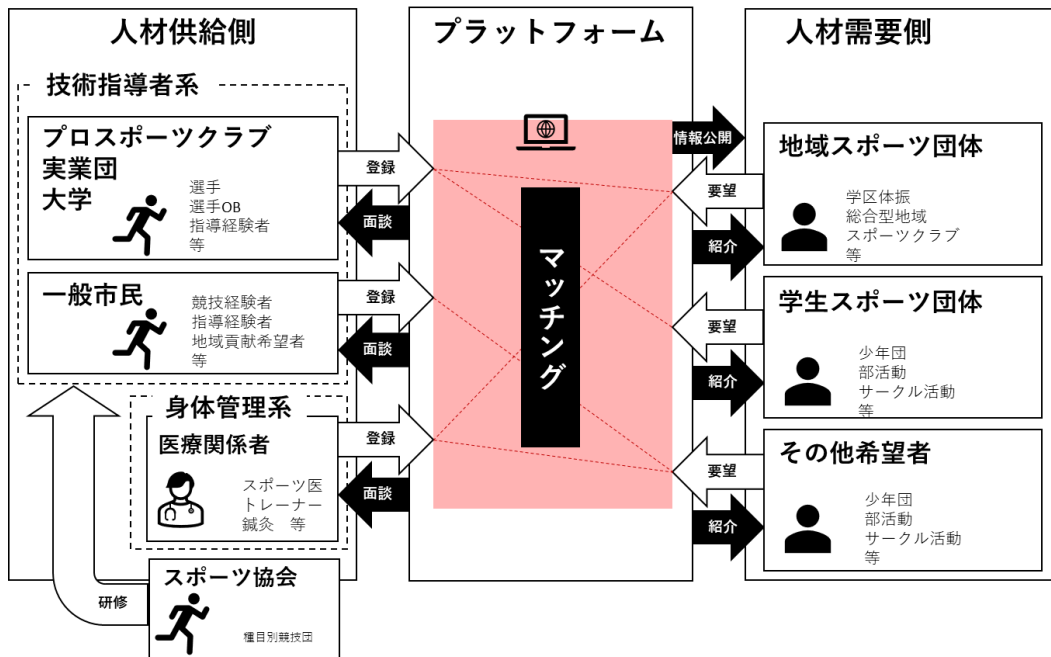 人材供給側
技術指導者系
プロスポーツクラブ
実業団
大学
選手
選手OB
指導経験者
等
登録
面談
一般市民
競技経験者
指導経験者
地域貢献希望者
等
登録
面談
身体管理系
医療関係者
スポーツ医
トレーナー
鍼灸　等
登録
面談
スポーツ協会
種目別競技団
研修
プラットフォーム
マッチング
人材需要側
情報公開
地域スポーツ団体
学区体振
総合型地域
スポーツクラブ
等
要望
紹介
学生スポーツ団体
少年団
部活動
サークル活動
等
要望
紹介
その他希望者
少年団
部活動
サークル活動
等
要望
紹介